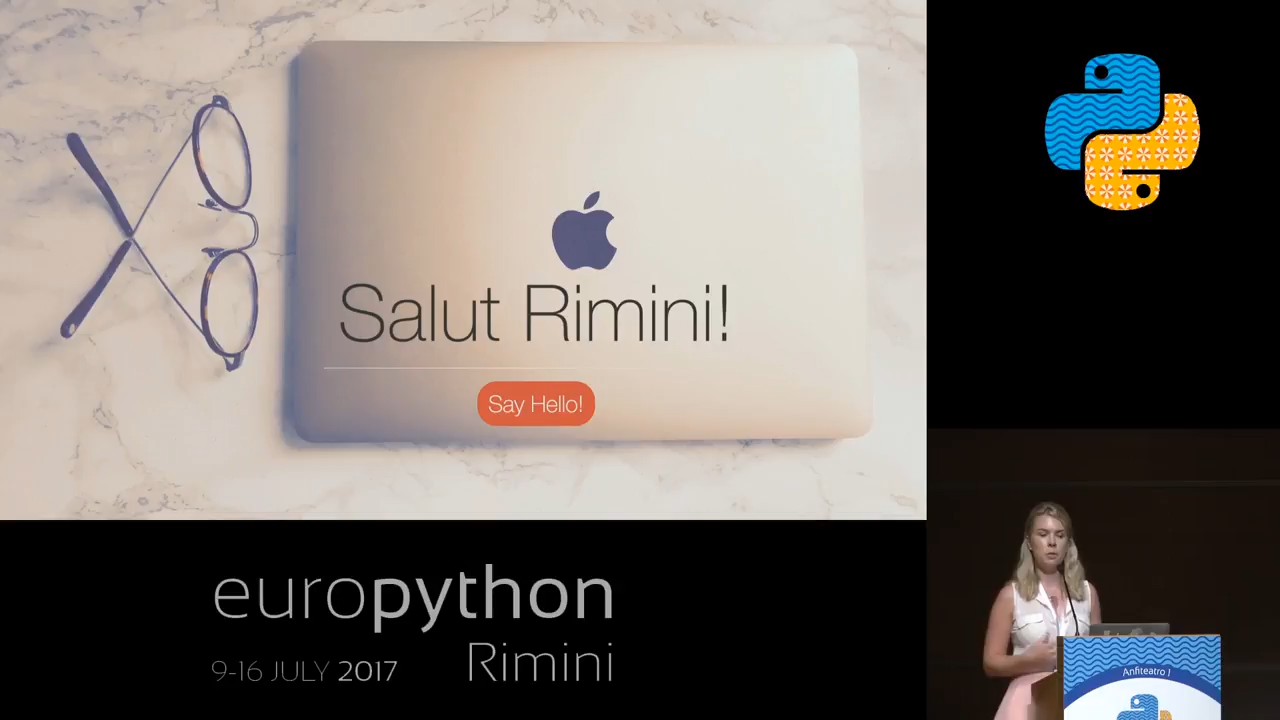 Salut Rimini!
Say Hello!
europython
9-16 JULY 2017 Rimini
Anfiteatro 1